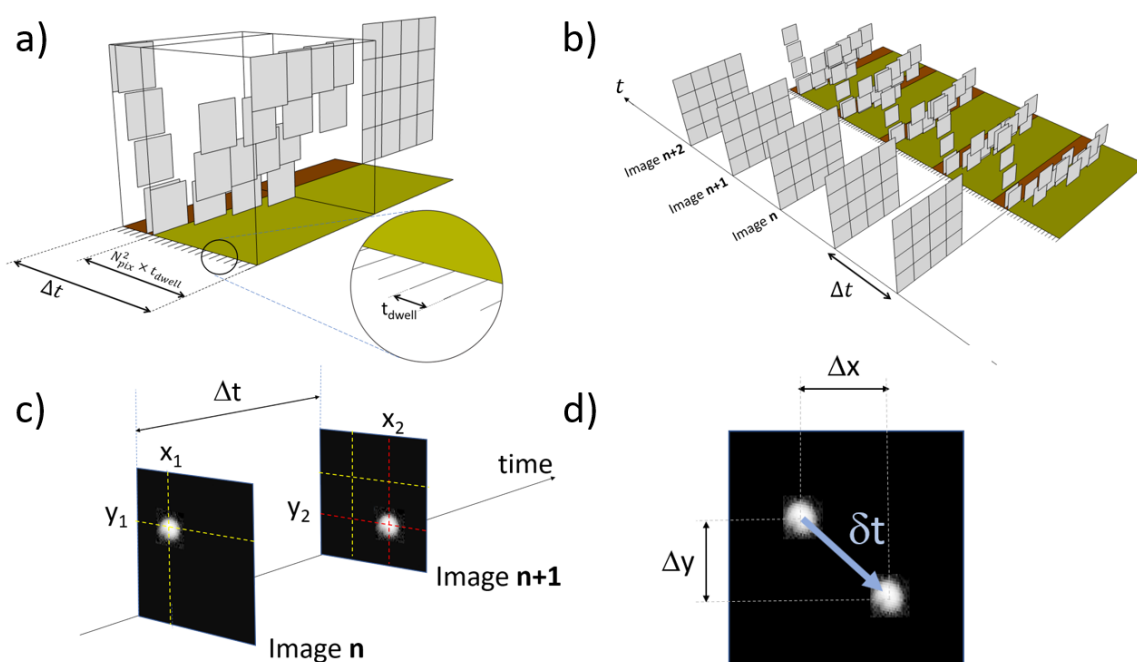 a)
N²pix × tdwell
Δt
tdwell
b)
t
Image n+2
Image n+1
Image n
Δt
c)
Δt
x₁
x₂
time
y₁
y₂
Image n+1
Image n
d)
Δx
δt
Δy